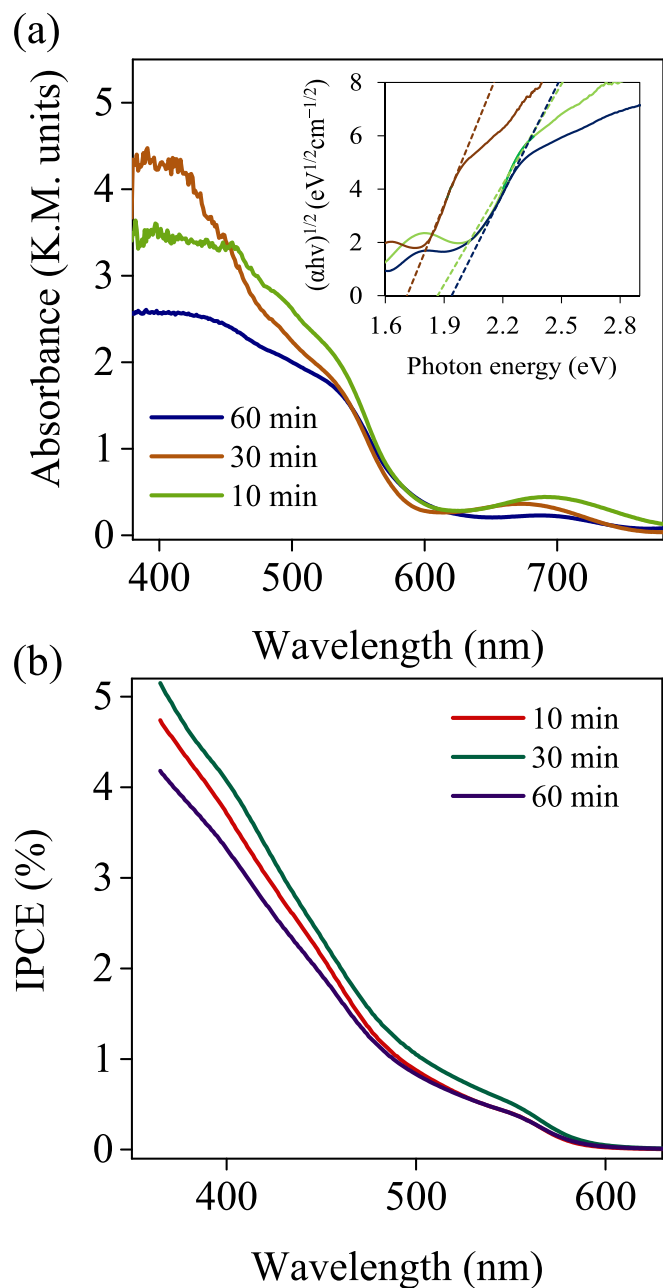 (a)
Absorbance (K.M. units)
5
4
3
2
1
0
400 500 600 700
Wavelength (nm)
60 min
30 min
10 min
(αhν)^1/2 (eV^1/2cm^−1/2)
8
6
4
2
0
1.6 1.9 2.2 2.5 2.8
Photon energy (eV)
(b)
IPCE (%)
5
4
3
2
1
0
400 500 600
Wavelength (nm)
10 min
30 min
60 min